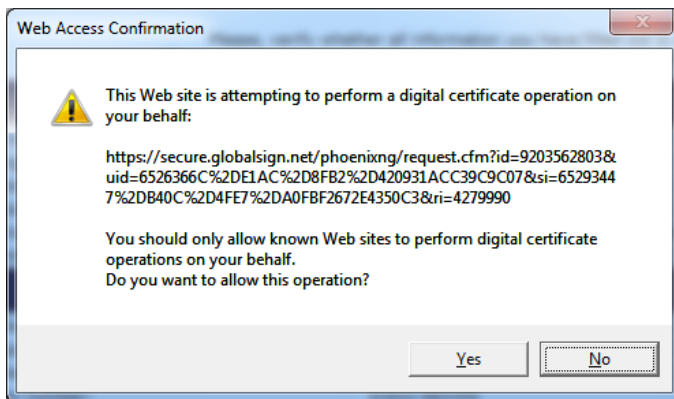 Web Access Confirmation
This Web site is attempting to perform a digital certificate operation on
your behalf:
https://secure.globalsign.net/phoenixng/request.cfm?id=9203562803&
uid=6526366C%2DE1AC%2D8FB2%2D420931ACC39C9C07&si=6529344
7%2DB40C%2D4FE7%2DA0FBF2672E4350C3&ri=4279990
You should only allow known Web sites to perform digital certificate
operations on your behalf.
Do you want to allow this operation?
Yes
No